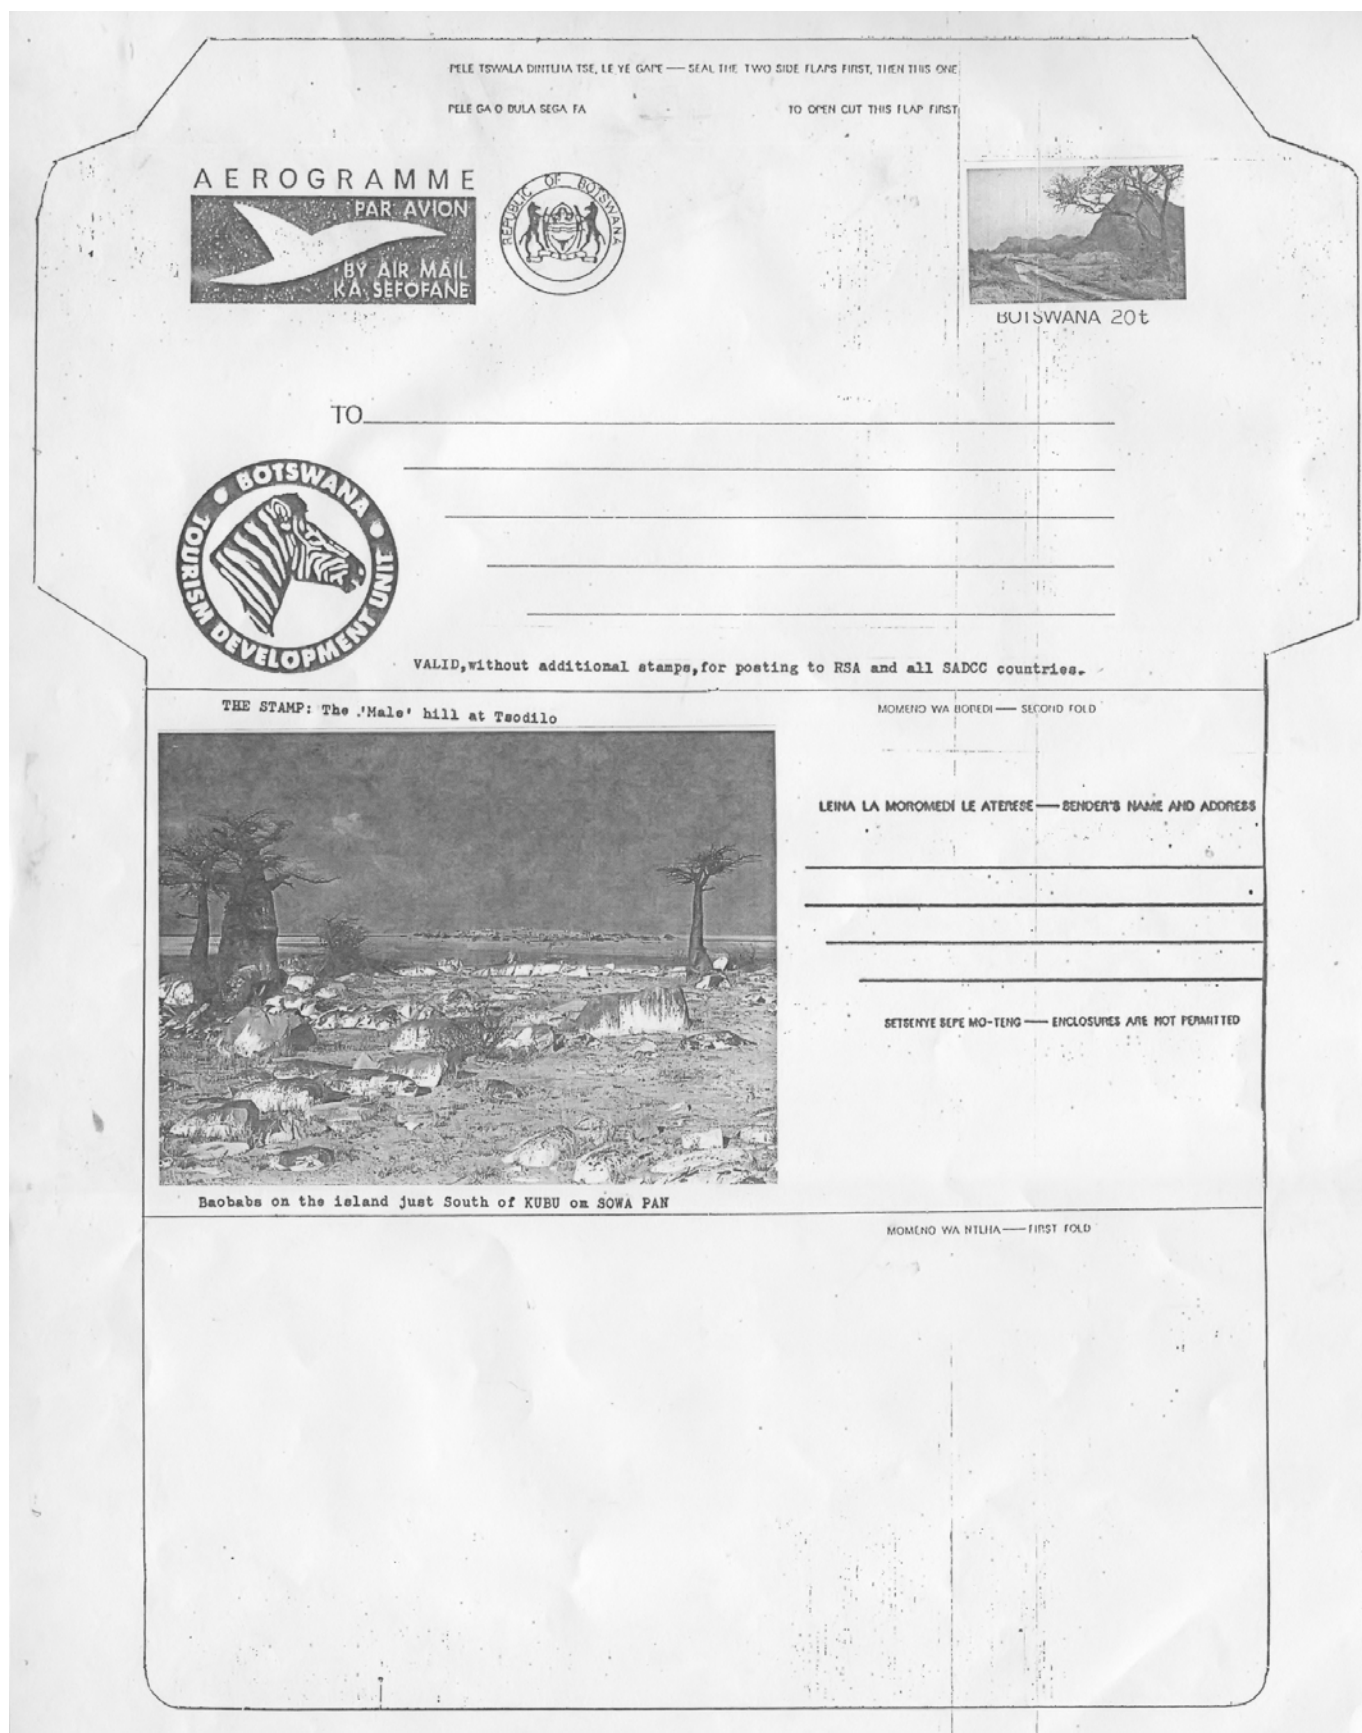 PELE TSWALA DINTLHA TSE, LE YE GAPE — SEAL THE TWO SIDE FLAPS FIRST, THEN THIS ONE
PELE GA O BULA SEGA FA TO OPEN CUT THIS FLAP FIRST
AEROGRAMME
PAR AVION
BY AIR MAIL
KA SEFOFANE
REPUBLIC OF BOTSWANA
BOTSWANA 20t
TO
BOTSWANA
TOURISM DEVELOPMENT UNIT
VALID,without additional stamps,for posting to RSA and all SADCC countries.
THE STAMP: The 'Male' hill at Tsodilo
MOMENO WA BOBEDI — SECOND FOLD
LEINA LA MOROMEDI LE ATERESE — SENDER'S NAME AND ADDRESS
SETSENYE SEPE MO-TENG — ENCLOSURES ARE NOT PERMITTED
Baobabs on the island just South of KUBU on SOWA PAN
MOMENO WA NTLHA — FIRST FOLD